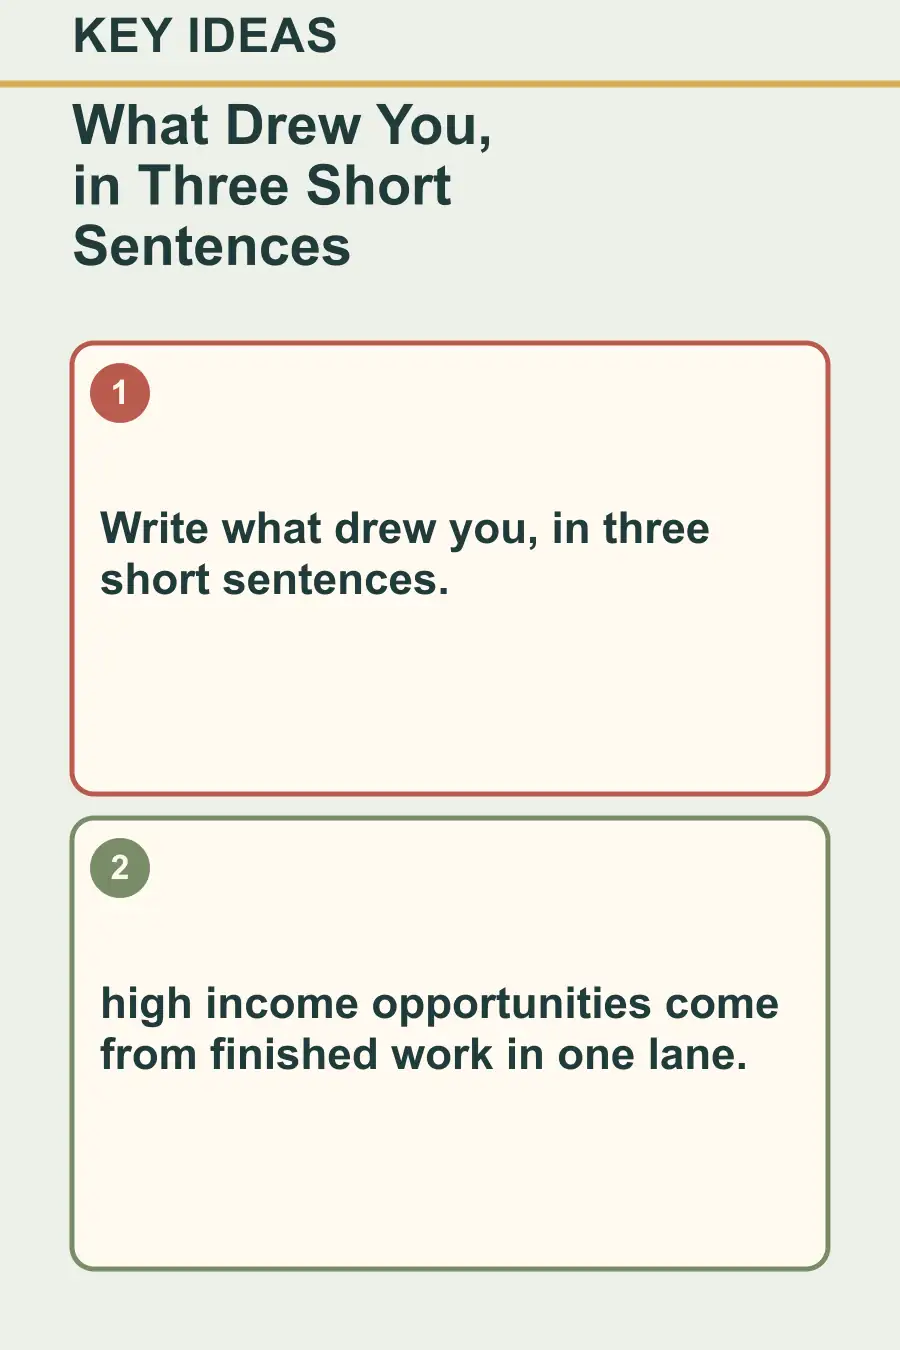 KEY IDEAS
What Drew You,
in Three Short
Sentences
1
Write what drew you, in three
short sentences.
2
high income opportunities come
from finished work in one lane.